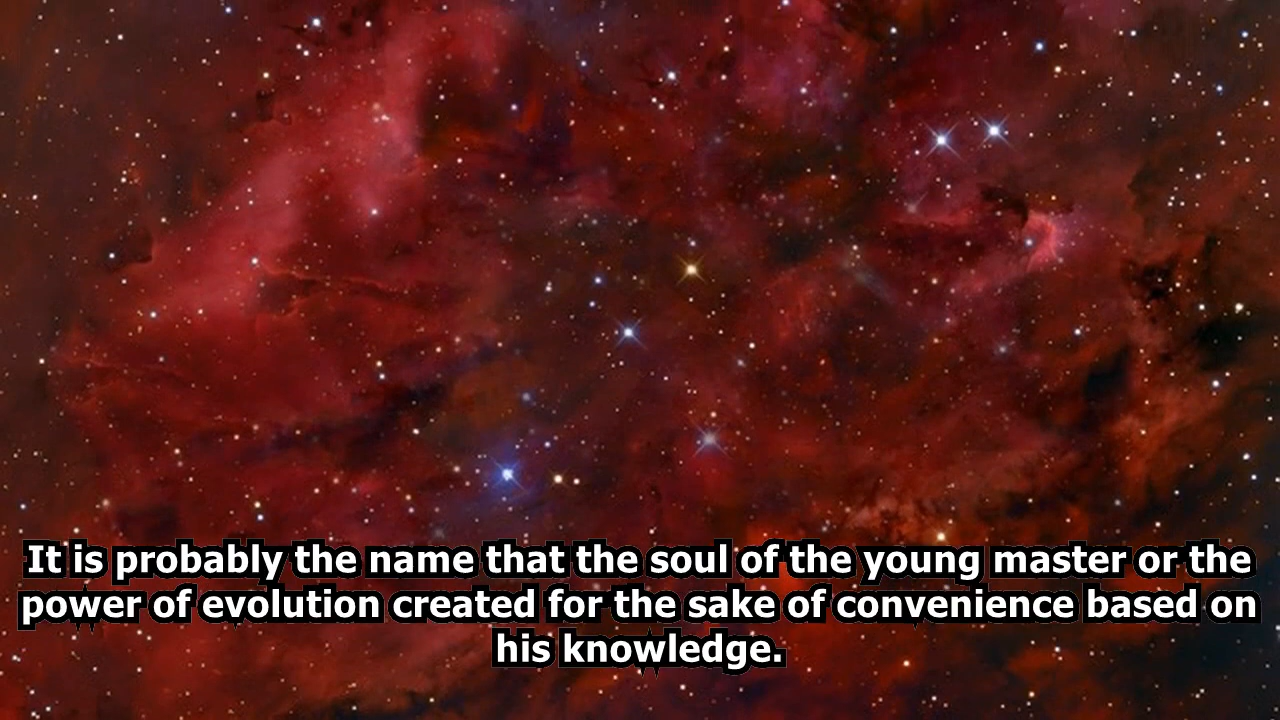 It is probably the name that the soul of the young master or the
power of evolution created for the sake of convenience based on
his knowledge.